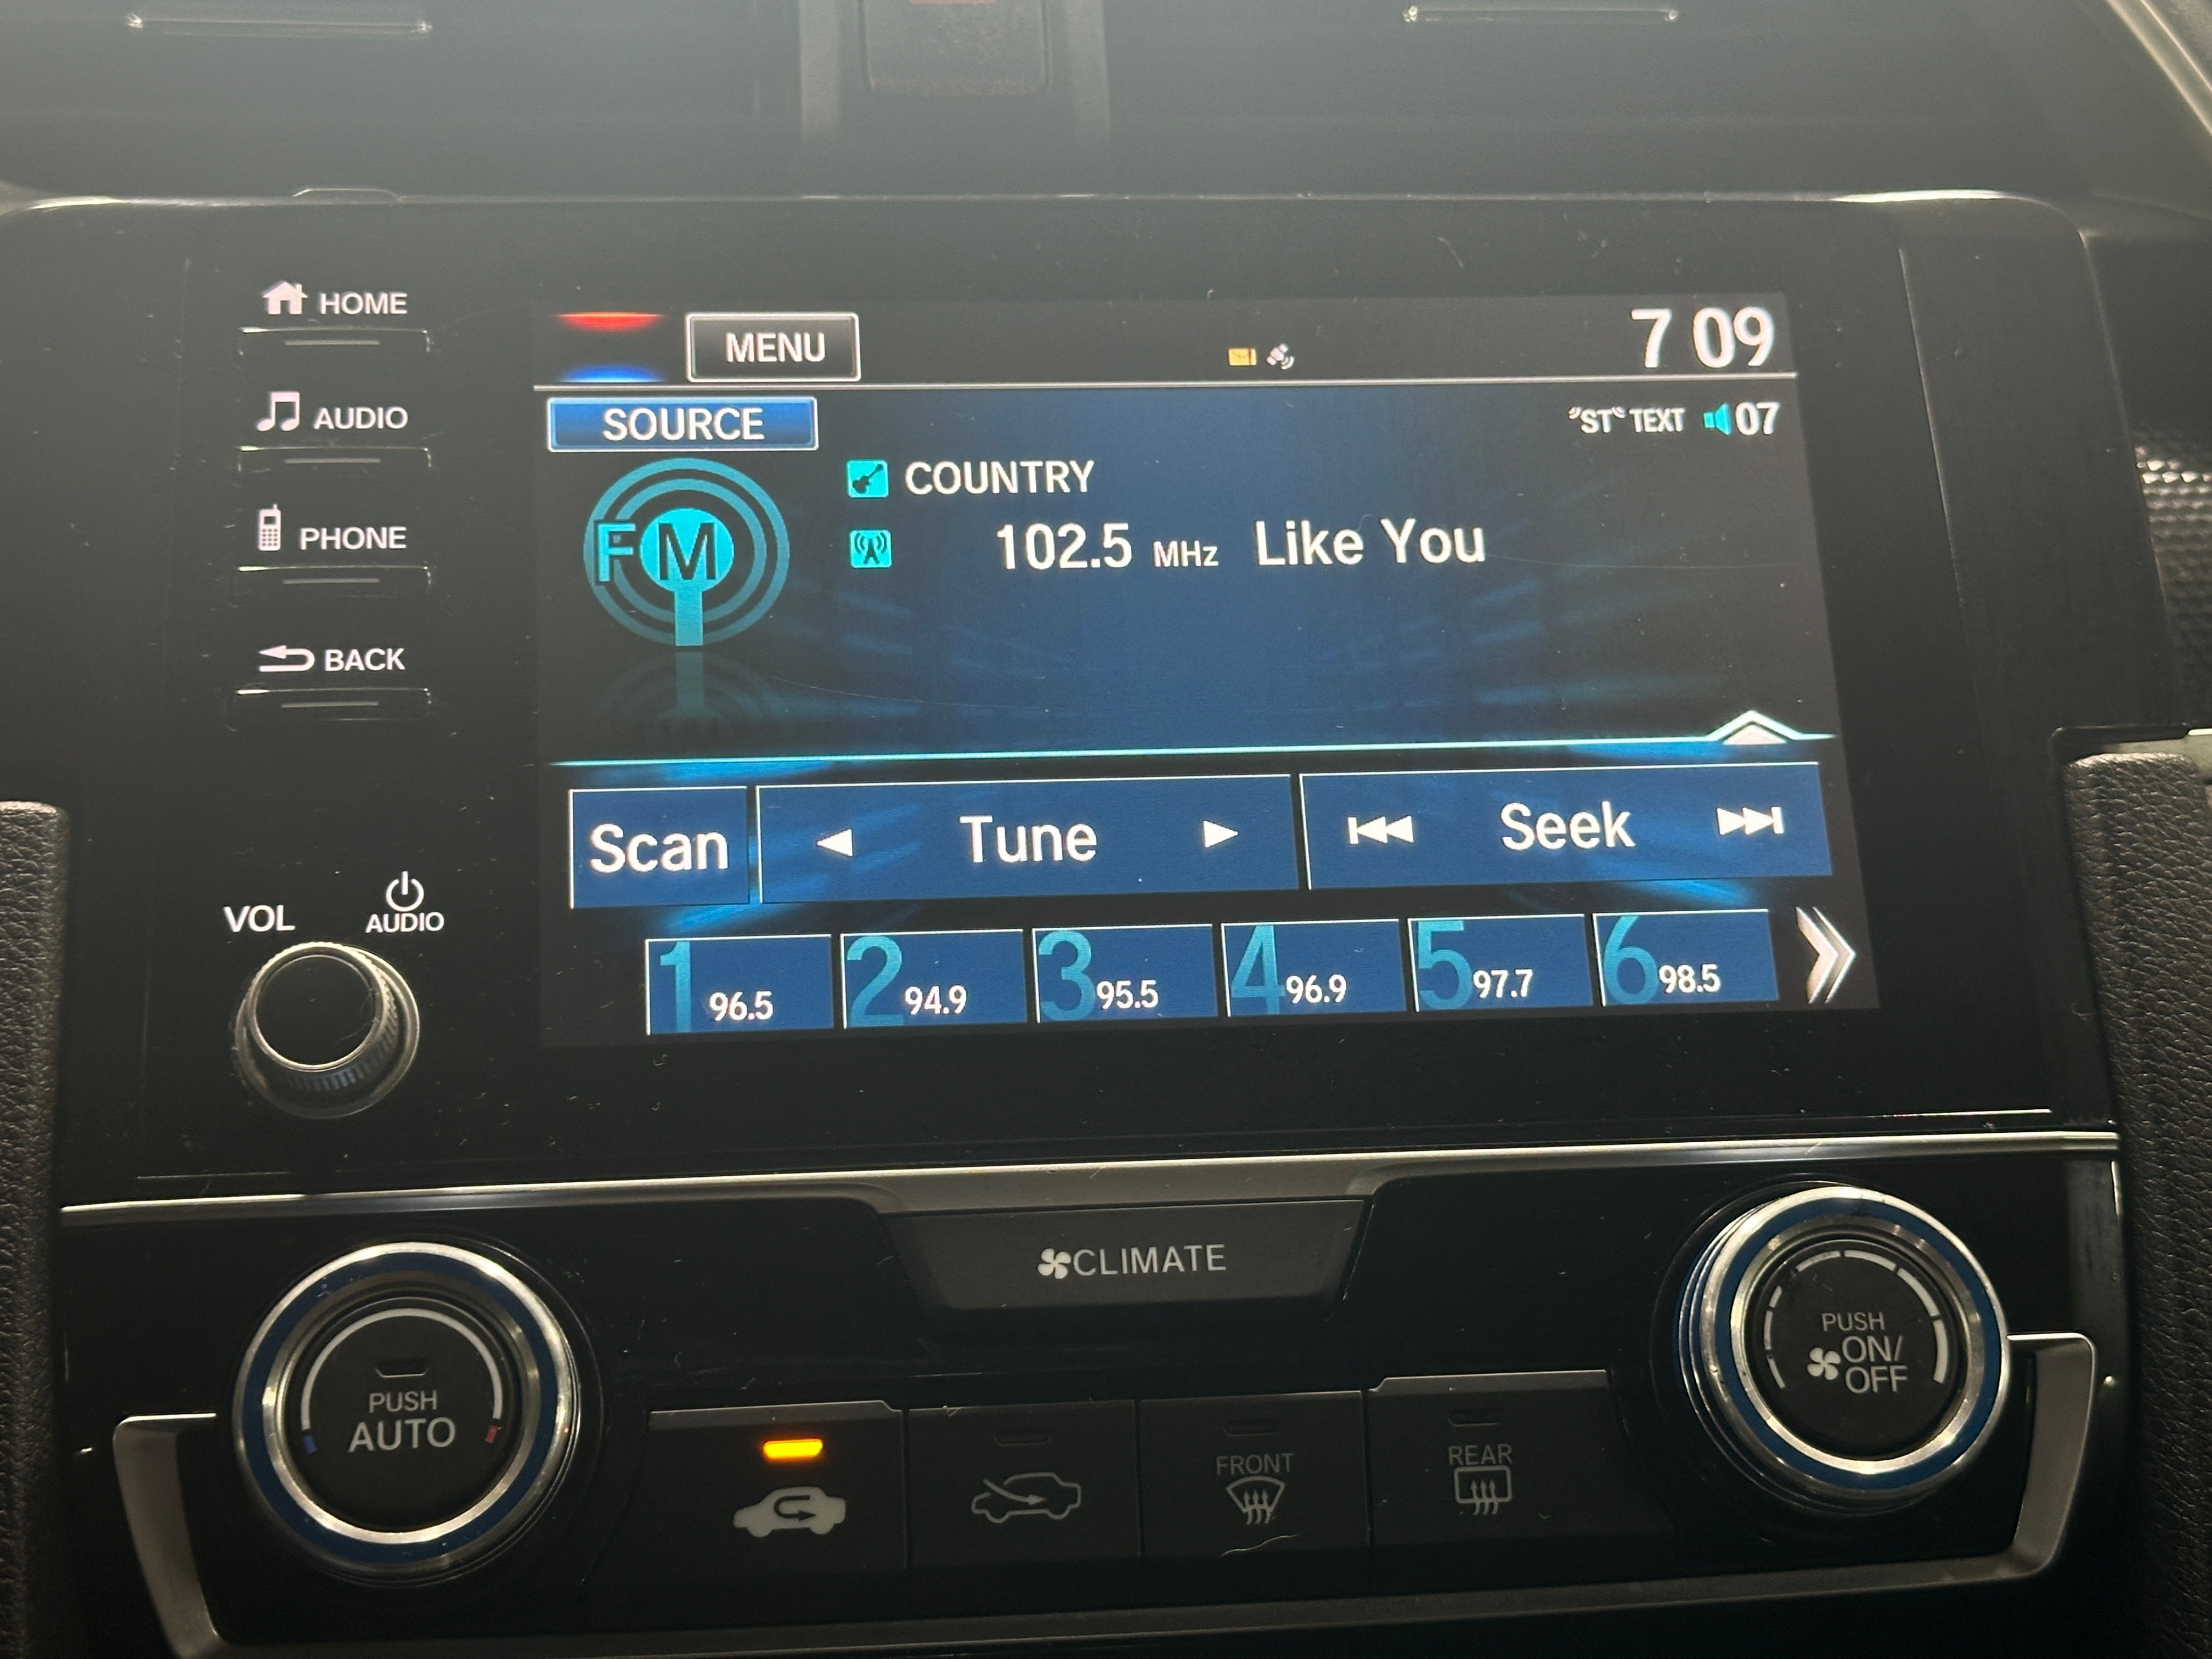 HOME
MENU
7 09
AUDIO
SOURCE
"ST" TEXT 07
COUNTRY
FM
102.5 MHz Like You
PHONE
BACK
Scan
Tune
Seek
VOL
AUDIO
1 96.5
2 94.9
3 95.5
4 96.9
5 97.7
6 98.5
CLIMATE
PUSH
AUTO
FRONT
REAR
PUSH
ON/
OFF